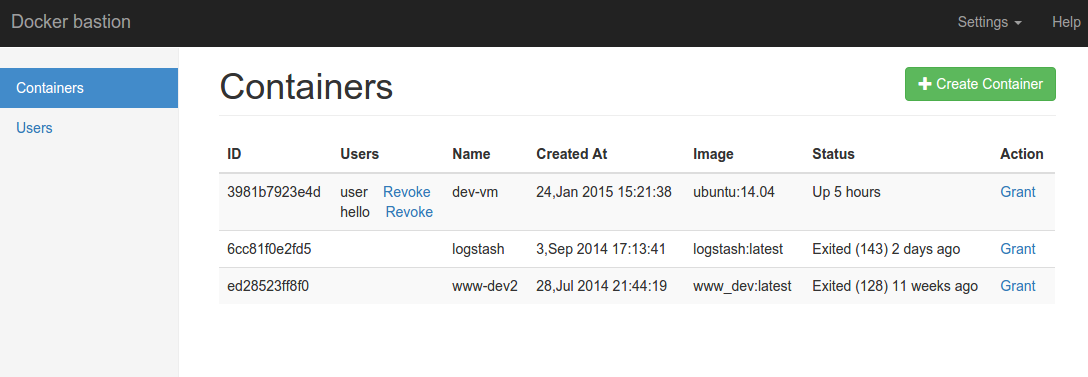 Docker bastion Settings Help
Containers
Users
Containers
Create Container
ID Users Name Created At Image Status Action
3981b7923e4d user Revoke dev-vm 24,Jan 2015 15:21:38 ubuntu:14.04 Up 5 hours Grant
hello Revoke
6cc81f0e2fd5 logstash 3,Sep 2014 17:13:41 logstash:latest Exited (143) 2 days ago Grant
ed28523ff8f0 www-dev2 28,Jul 2014 21:44:19 www_dev:latest Exited (128) 11 weeks ago Grant